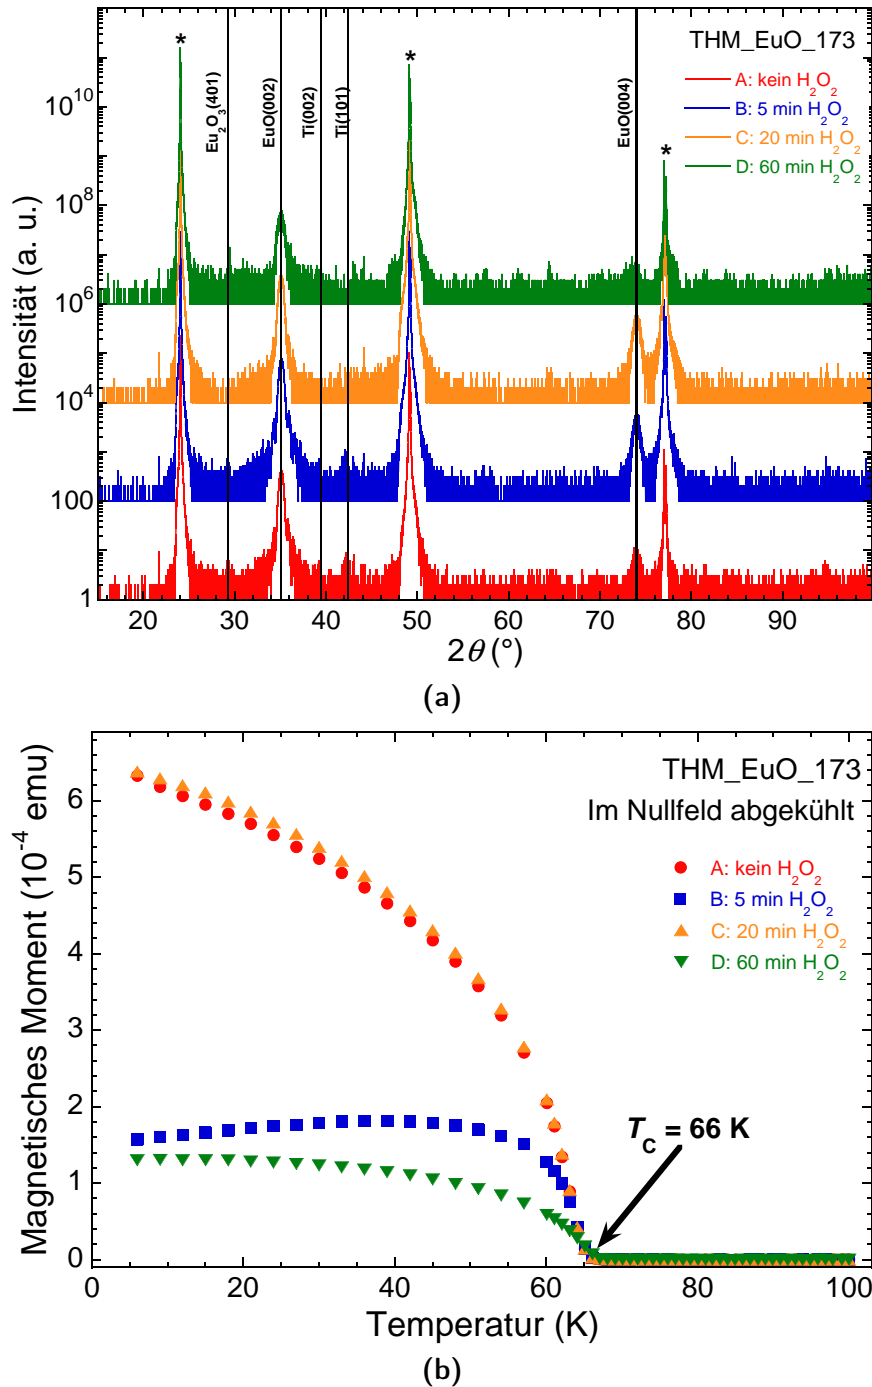 THM_EuO_173
A: kein H2O2
B: 5 min H2O2
C: 20 min H2O2
D: 60 min H2O2
* * *
Eu2O3(401)
EuO(002)
Ti(002)
Ti(101)
EuO(004)
Intensität (a. u.)
10^10
10^8
10^6
10^4
100
1
20 30 40 50 60 70 80 90
2θ (°)
(a)
THM_EuO_173
Im Nullfeld abgekühlt
A: kein H2O2
B: 5 min H2O2
C: 20 min H2O2
D: 60 min H2O2
TC = 66 K
Magnetisches Moment (10^-4 emu)
6
5
4
3
2
1
0
0 20 40 60 80 100
Temperatur (K)
(b)